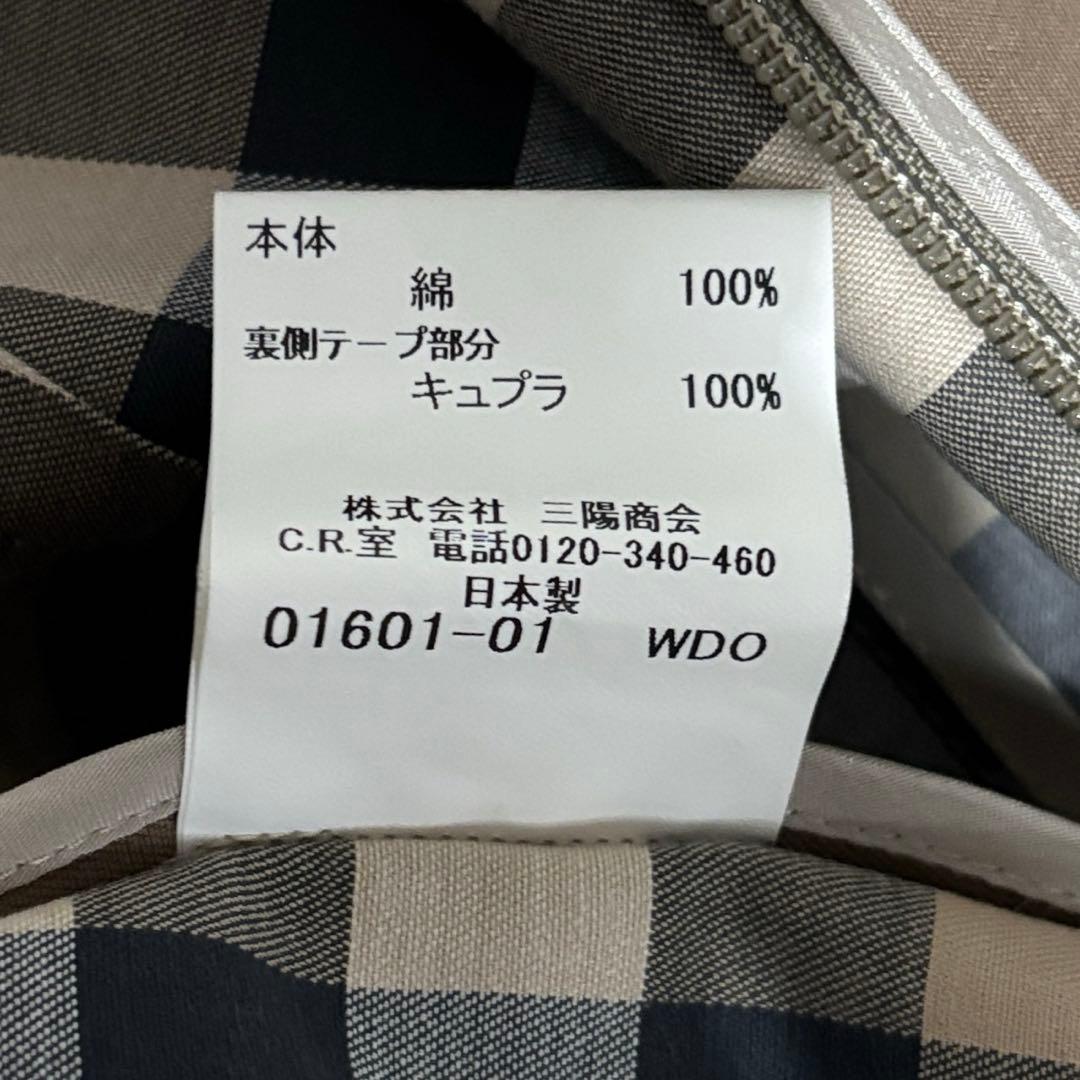 本体
綿 100%
裏側テープ部分
キュプラ 100%
株式会社 三陽商会
C.R.室 電話0120-340-460
日本製
01601-01 WDO